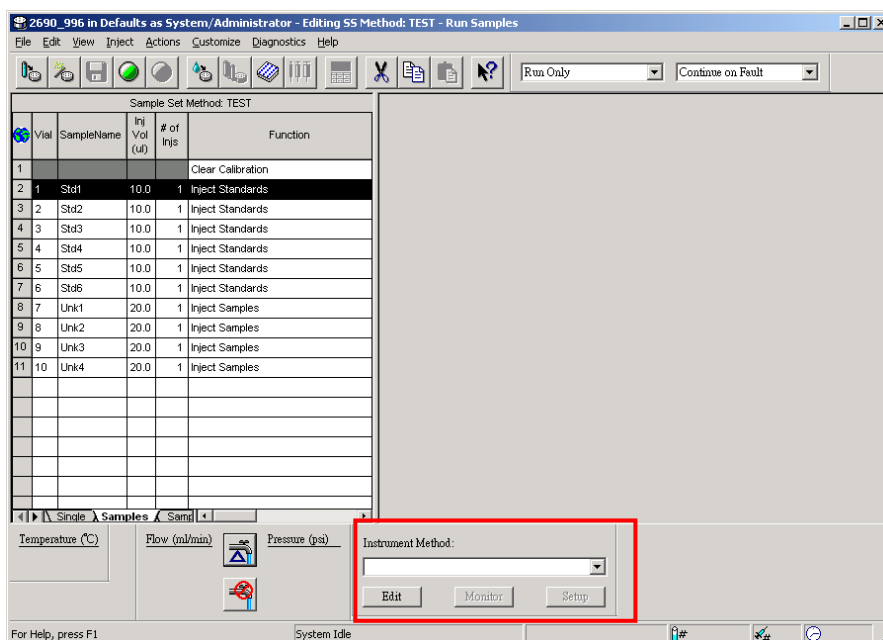 2690_996 in Defaults as System/Administrator - Editing SS Method: TEST - Run Samples
File Edit View Inject Actions Customize Diagnostics Help
Run Only Continue on Fault
Sample Set Method: TEST
Vial SampleName Inj Vol (ul) # of Injs Function
1 Clear Calibration
2 1 Std1 10.0 1 Inject Standards
3 2 Std2 10.0 1 Inject Standards
4 3 Std3 10.0 1 Inject Standards
5 4 Std4 10.0 1 Inject Standards
6 5 Std5 10.0 1 Inject Standards
7 6 Std6 10.0 1 Inject Standards
8 7 Unk1 20.0 1 Inject Samples
9 8 Unk2 20.0 1 Inject Samples
10 9 Unk3 20.0 1 Inject Samples
11 10 Unk4 20.0 1 Inject Samples
Single Samples Samp
Temperature (°C) Flow (ml/min) Pressure (psi) Instrument Method:
Edit Monitor Setup
For Help, press F1 System Idle #  #